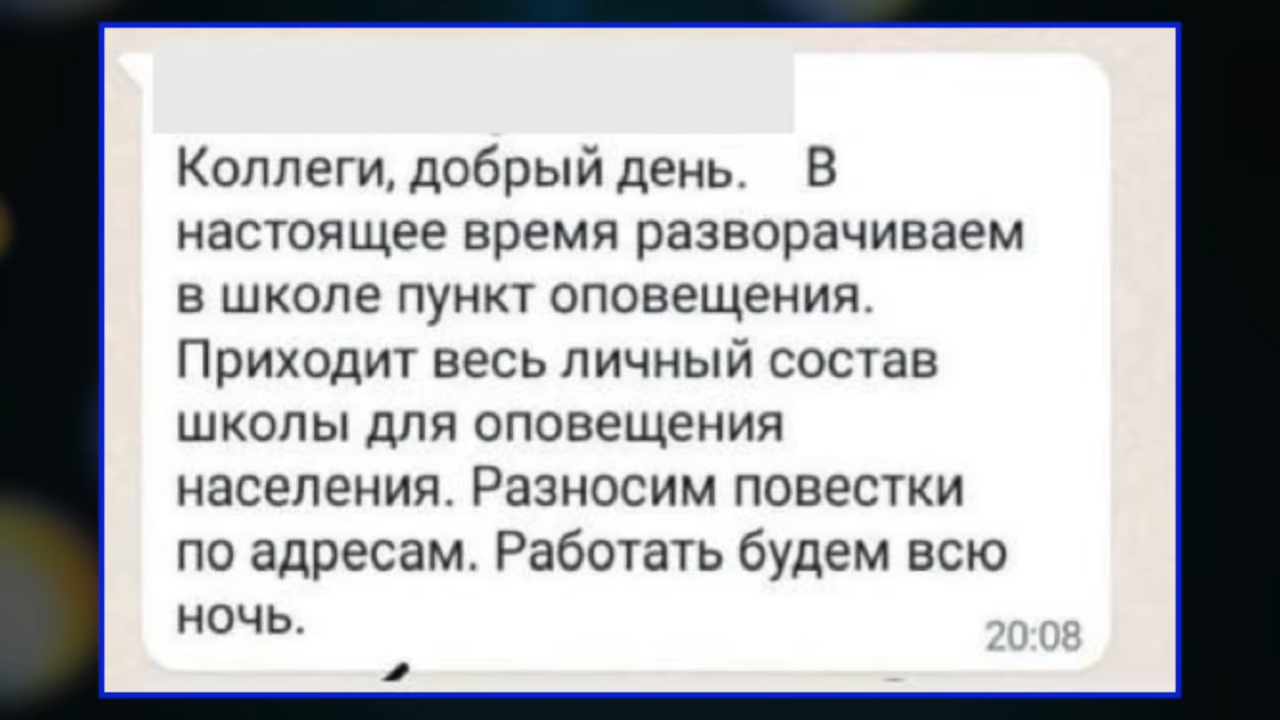 Коллеги, добрый день. В
настоящее время разворачиваем
в школе пункт оповещения.
Приходит весь личный состав
школы для оповещения
населения. Разносим повестки
по адресам. Работать будем всю
ночь.
20:08